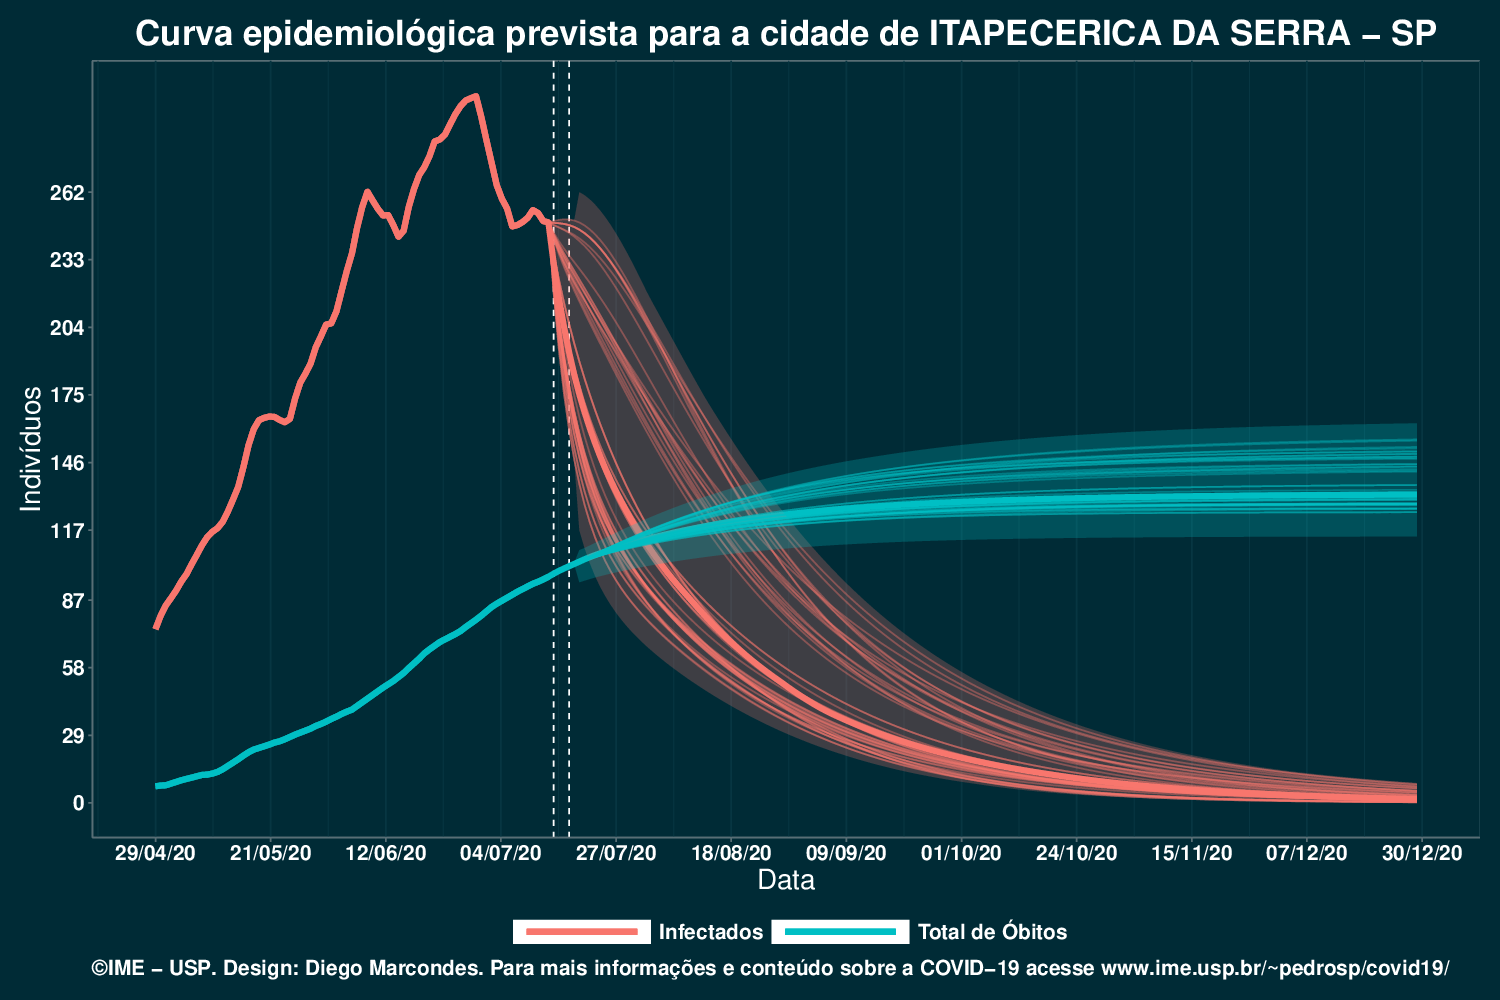 Curva epidemiológica prevista para a cidade de ITAPECERICA DA SERRA – SP
Indivíduos
262
233
204
175
146
117
87
58
29
0
29/04/20 21/05/20 12/06/20 04/07/20 27/07/20 18/08/20 09/09/20 01/10/20 24/10/20 15/11/20 07/12/20 30/12/20
Data
Infectados Total de Óbitos
©IME – USP. Design: Diego Marcondes. Para mais informações e conteúdo sobre a COVID–19 acesse www.ime.usp.br/~pedrosp/covid19/